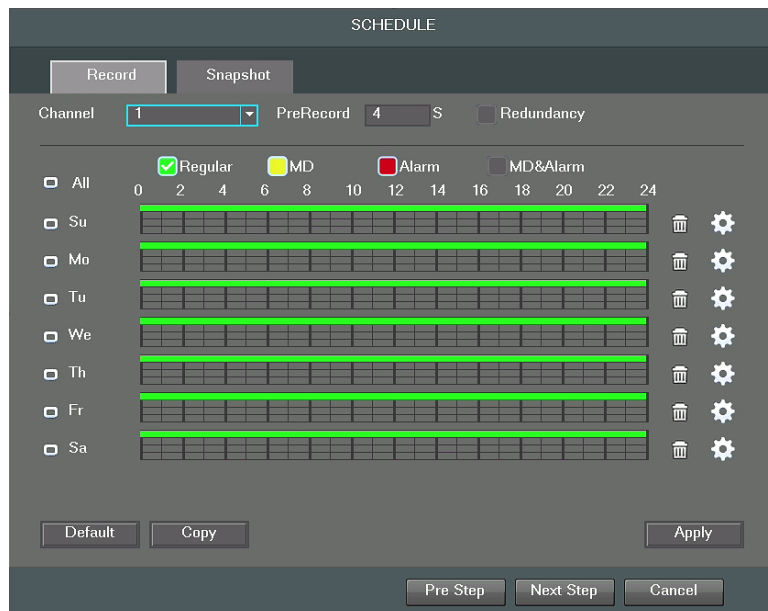 SCHEDULE
Record Snapshot
Channel 1 PreRecord 4 S Redundancy
Regular MD Alarm MD&Alarm
All 0 2 4 6 8 10 12 14 16 18 20 22 24
Su
Mo
Tu
We
Th
Fr
Sa
Default Copy Apply
Pre Step Next Step Cancel